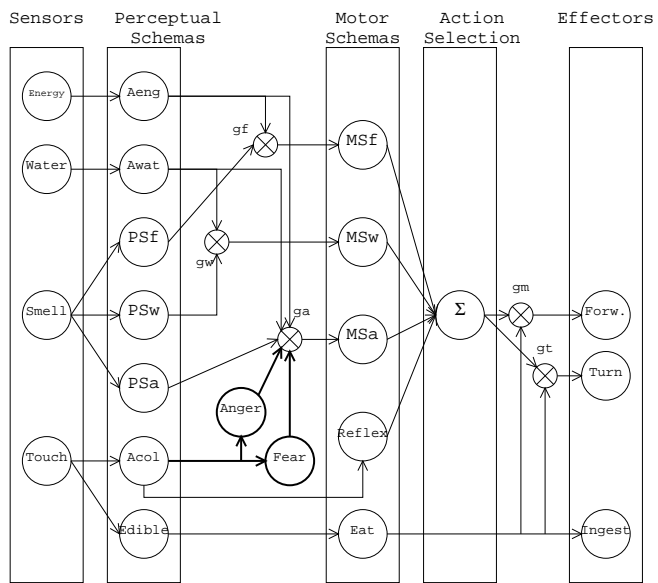 Sensors Perceptual Schemas Motor Schemas Action Selection Effectors
Energy Aeng
gf MSf
Water Awat
PSf gw MSw
Smell PSw ga Σ gm Forw.
MSa
gt Turn
PSa
Anger
Reflex
Touch Acol Fear
Edible Eat Ingest